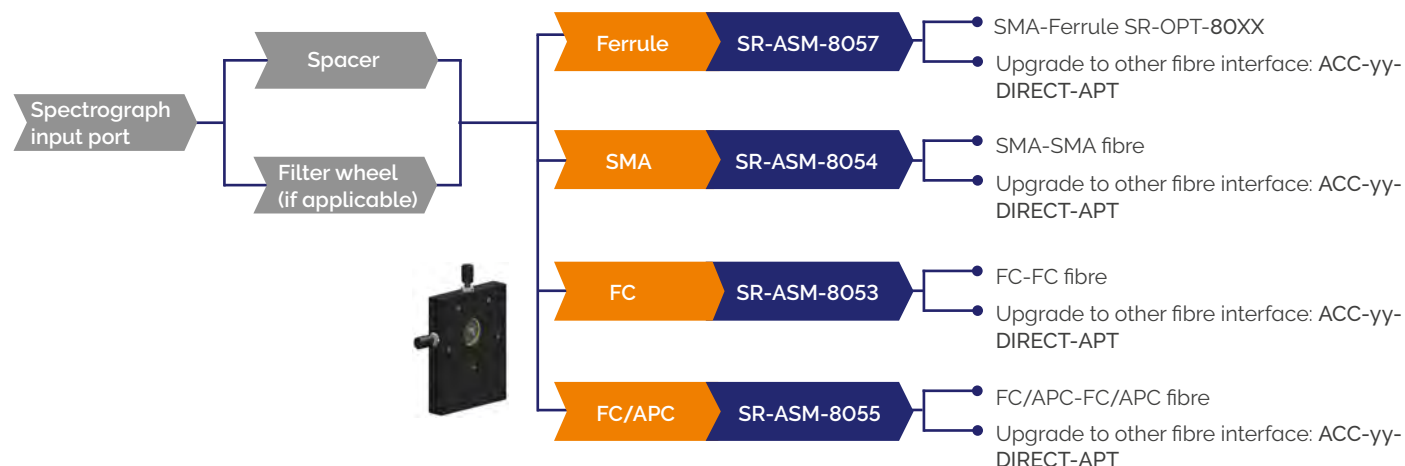 Spectrograph
input port
Spacer
Filter wheel
(if applicable)
Ferrule
SR-ASM-8057
SMA-Ferrule SR-OPT-80XX
Upgrade to other fibre interface: ACC-yy-
DIRECT-APT
SMA
SR-ASM-8054
SMA-SMA fibre
Upgrade to other fibre interface: ACC-yy-
DIRECT-APT
FC
SR-ASM-8053
FC-FC fibre
Upgrade to other fibre interface: ACC-yy-
DIRECT-APT
FC/APC
SR-ASM-8055
FC/APC-FC/APC fibre
Upgrade to other fibre interface: ACC-yy-
DIRECT-APT